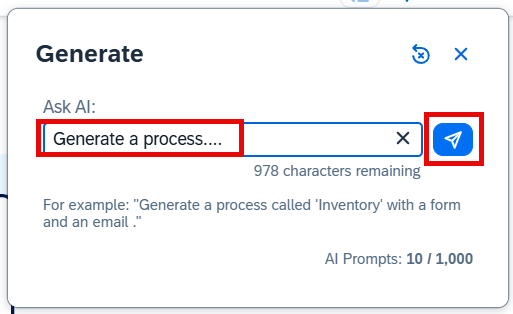 Generate
Ask AI:
Generate a process....
978 characters remaining
For example: "Generate a process called 'Inventory' with a form
and an email ."
AI Prompts: 10 / 1,000